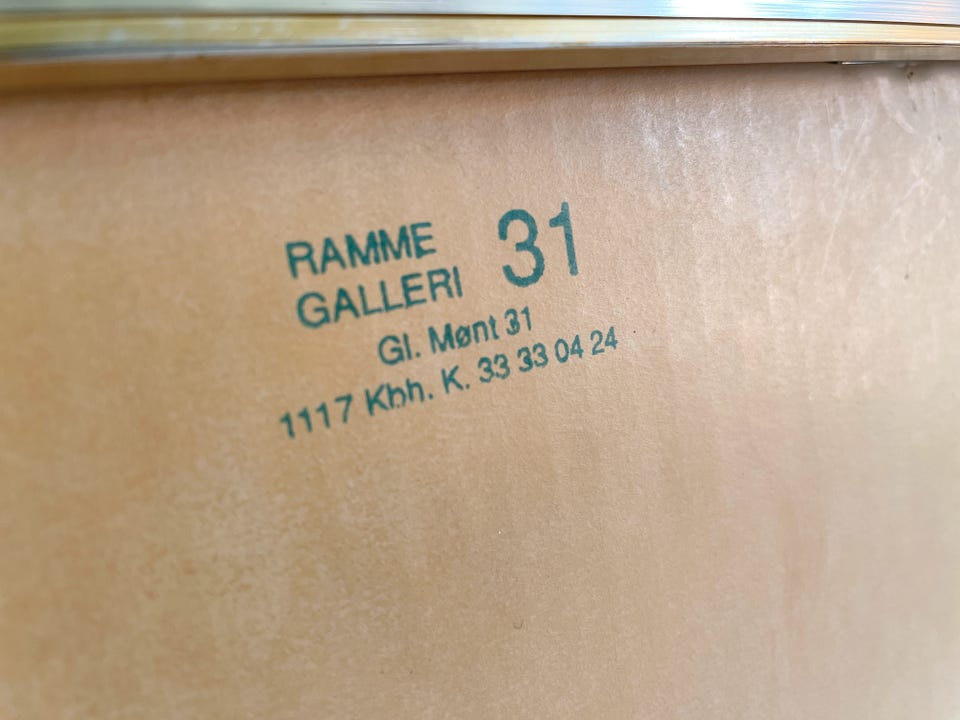 RAMME
GALLERI 31
Gl. Mønt 31
1117 Kbh. K. 33 33 04 24